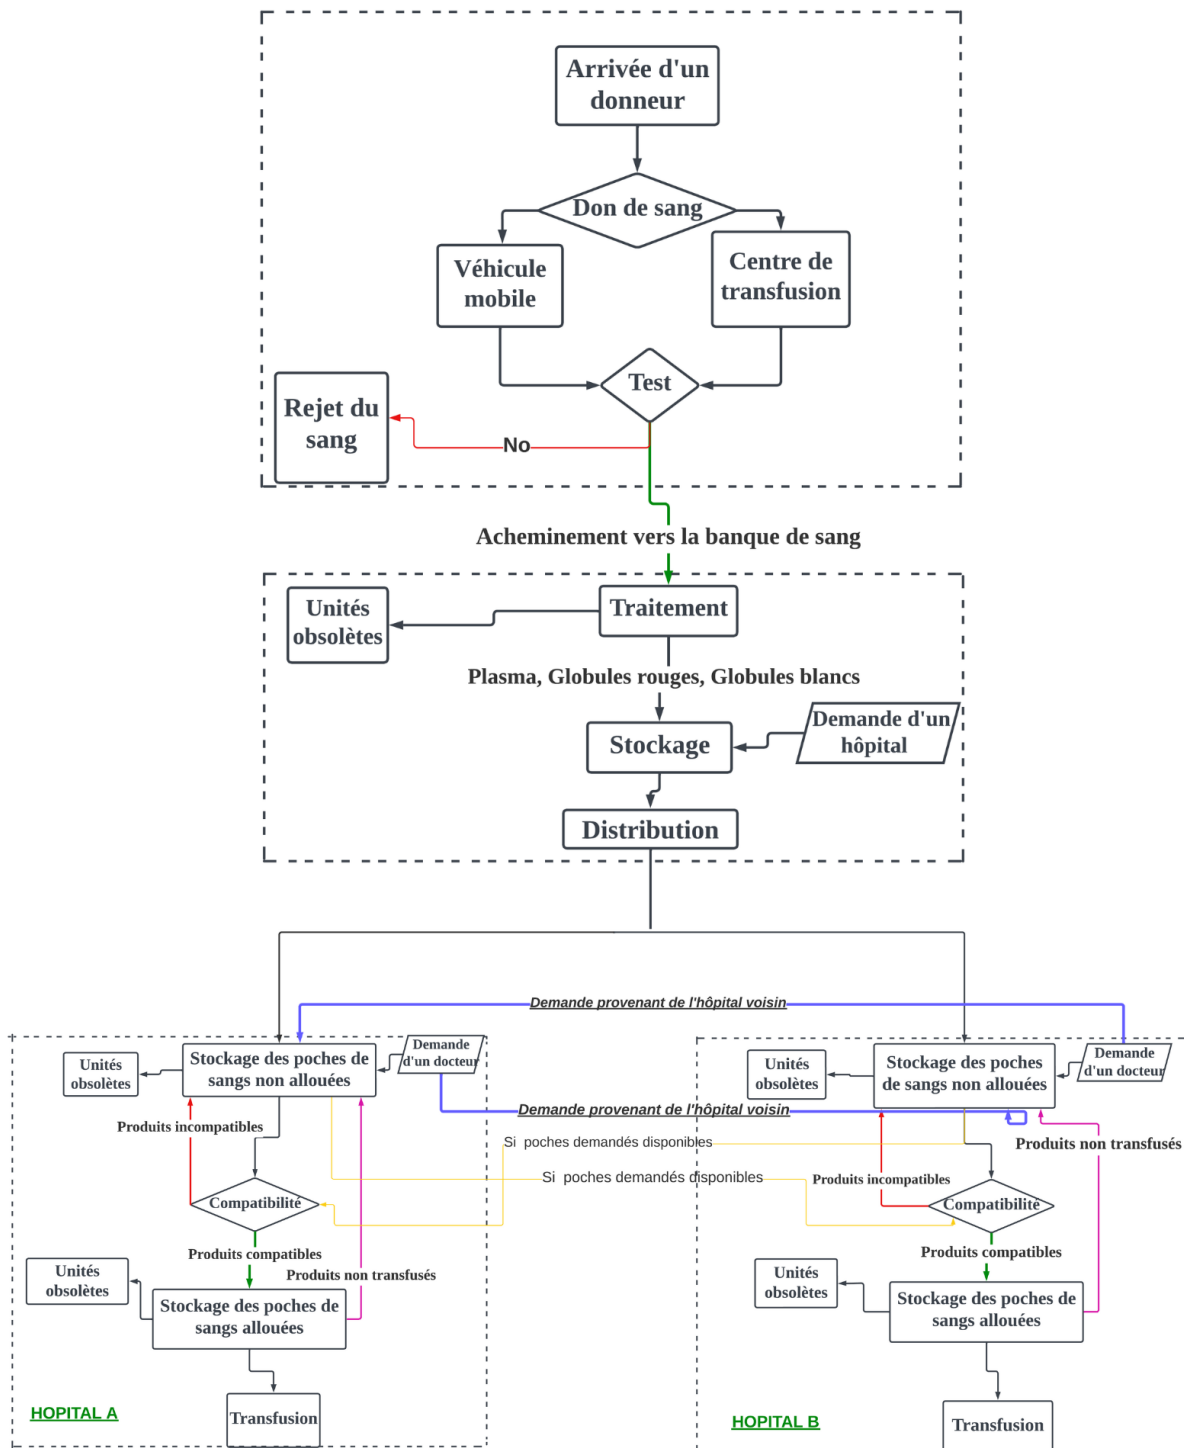 Arrivée d'un
donneur
Don de sang
Véhicule
mobile
Centre de
transfusion
Test
Rejet du
sang
No
Acheminement vers la banque de sang
Unités
obsolètes
Traitement
Plasma, Globules rouges, Globules blancs
Demande d'un
hôpital
Stockage
Distribution
Demande provenant de l'hôpital voisin
Unités
obsolètes
Stockage des poches de
sangs non allouées
Demande
d'un docteur
Unités
obsolètes
Stockage des poches
de sangs non allouées
Demande
d'un docteur
Demande provenant de l'hôpital voisin
Produits incompatibles
Si poches demandés disponibles
Produits non transfusés
Si poches demandés disponibles
Produits incompatibles
Compatibilité
Compatibilité
Produits compatibles
Produits compatibles
Produits non transfusés
Unités
obsolètes
Stockage des poches de
sangs allouées
Unités
obsolètes
Stockage des poches de
sangs allouées
HOPITAL A
Transfusion
HOPITAL B
Transfusion